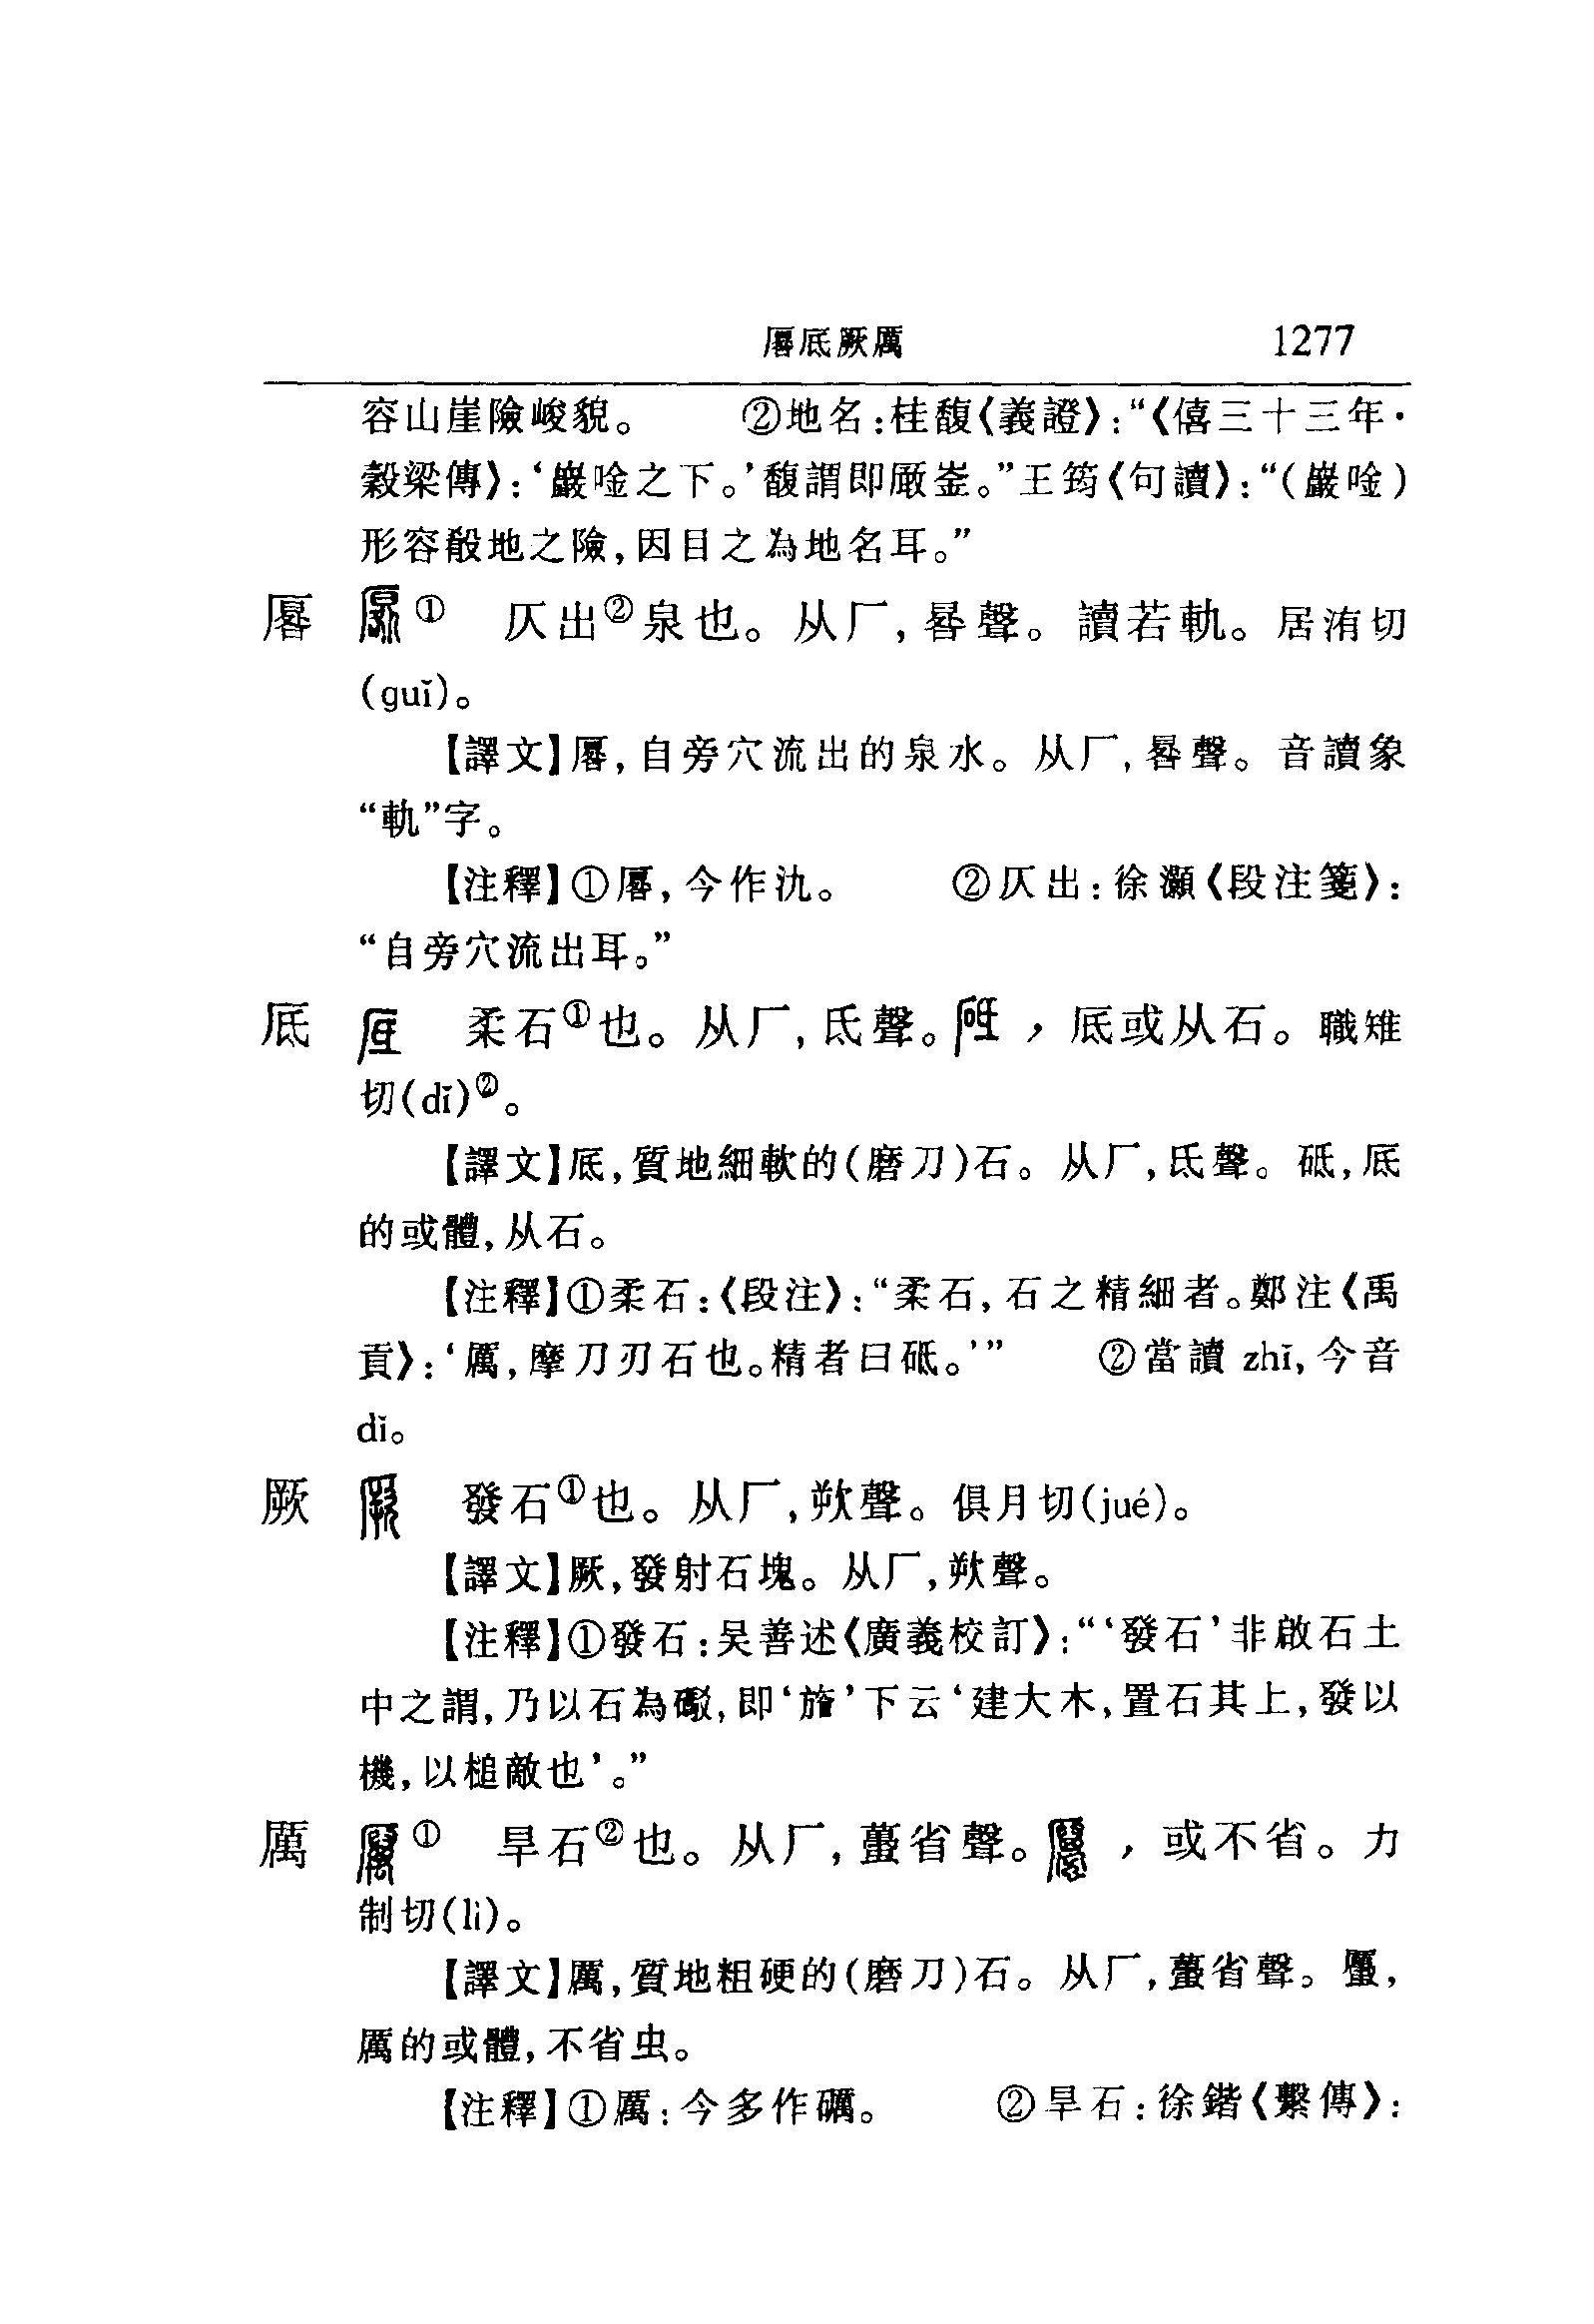 厬厎厥厲 1277
容山崖險峻貌。 ②地名:桂馥《義證》:“《僖三十三年·
穀梁傳》:‘巖唫之下。’馥謂即厰崟。”王筠《句讀》:“(巖唫)
形容殽地之險,因目之為地名耳。”
厬 ① 仄出②泉也。从厂,晷聲。讀若軌。居洧切
(guǐ)。
【譯文】厬,自旁穴流出的泉水。从厂,晷聲。音讀象
“軌”字。
【注釋】①厬,今作氿。 ②仄出:徐灝《段注箋》:
“自旁穴流出耳。”
厎 柔石①也。从厂,氐聲。 ,厎或从石。職雉
切(dǐ)②。
【譯文】厎,質地細軟的(磨刀)石。从厂,氐聲。砥,厎
的或體,从石。
【注釋】①柔石:《段注》:“柔石,石之精細者。鄭注《禹
貢》:‘厲,摩刀刃石也。精者曰砥。’” ②當讀 zhǐ,今音
dǐ。
厥 發石①也。从厂,欮聲。俱月切(jué)。
【譯文】厥,發射石塊。从厂,欮聲。
【注釋】①發石:吴善述《廣義校訂》:“‘發石’非啟石土
中之謂,乃以石為礮,即‘旝’下云‘建大木,置石其上,發以
機,以槌敵也’。”
厲 ① 旱石②也。从厂,蠆省聲。 ,或不省。力
制切(lì)。
【譯文】厲,質地粗硬的(磨刀)石。从厂,蠆省聲。,
厲的或體,不省虫。
【注釋】①厲:今多作礪。 ②旱石:徐鍇《繫傳》: